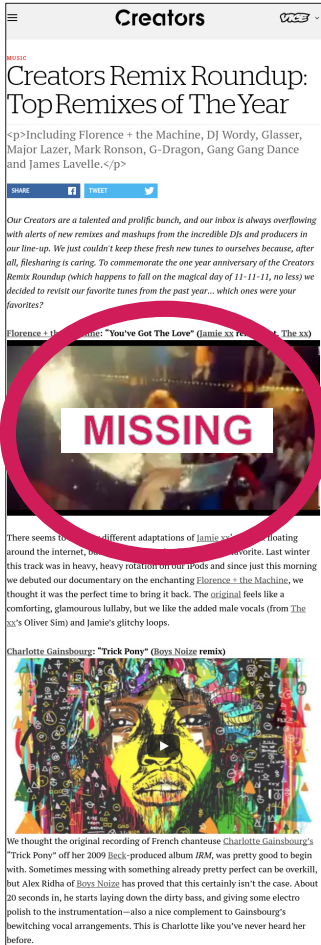 Creators
VICE
MUSIC
Creators Remix Roundup:
Top Remixes of The Year
<p>Including Florence + the Machine, DJ Wordy, Glasser,
Major Lazer, Mark Ronson, G-Dragon, Gang Gang Dance
and James Lavelle.</p>
SHARE
TWEET
Our Creators are a talented and prolific bunch, and our inbox is always overflowing
with alerts of new remixes and mashups from the incredible DJs and producers in
our line-up. We just couldn't keep these fresh new tunes to ourselves because, after
all, filesharing is caring. To commemorate the one year anniversary of the Creators
Remix Roundup (which happens to fall on the magical day of 11-11-11, no less) we
decided to revisit our favorite tunes from the past year... which ones were your
favorites?
Florence + : "You've Got The Love" (Jamie xx The xx)
MISSING
There seems to different adaptations of Jamie xx floating
around the internet, Last winter
this track was in heavy, heavy rotation on our iPods and since just this morning
we debuted our documentary on the enchanting Florence + the Machine, we
thought it was the perfect time to bring it back. The original feels like a
comforting, glamourous lullaby, but we like the added male vocals (from The
xx's Oliver Sim) and Jamie's glitchy loops.
Charlotte Gainsbourg: "Trick Pony" (Boys Noize remix)
We thought the original recording of French chanteuse Charlotte Gainsbourg's
"Trick Pony" off her 2009 Beck-produced album IRM, was pretty good to begin
with. Sometimes messing with something already pretty perfect can be overkill,
but Alex Ridha of Boys Noize has proved that this certainly isn't the case. About
20 seconds in, he starts laying down the dirty bass, and giving some electro
polish to the instrumentation—also a nice complement to Gainsbourg's
bewitching vocal arrangements. This is Charlotte like you've never heard her
before.